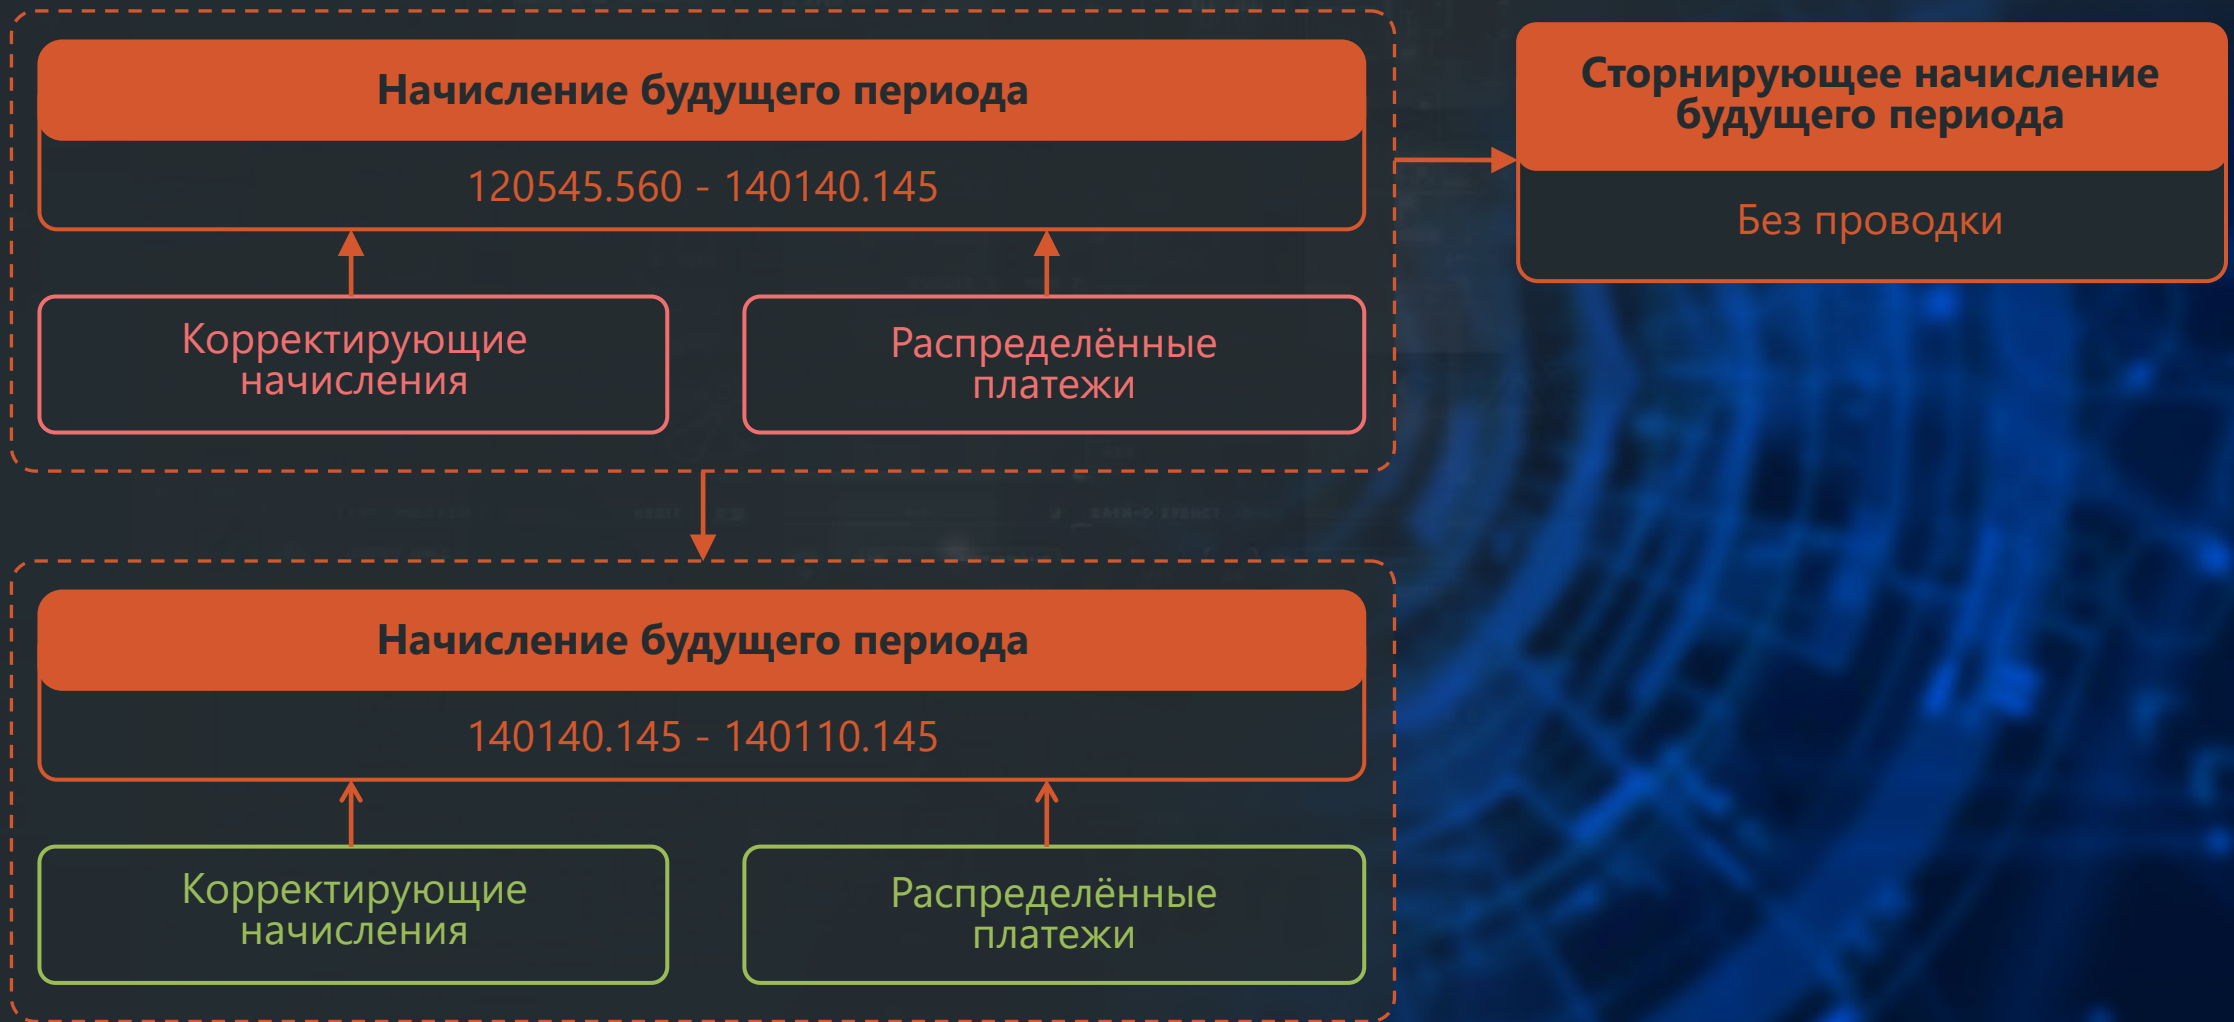 Начисление будущего периода
120545.560 - 140140.145
Корректирующие
начисления
Распределённые
платежи
Сторнирующее начисление
будущего периода
Без проводки
Начисление будущего периода
140140.145 - 140110.145
Корректирующие
начисления
Распределённые
платежи